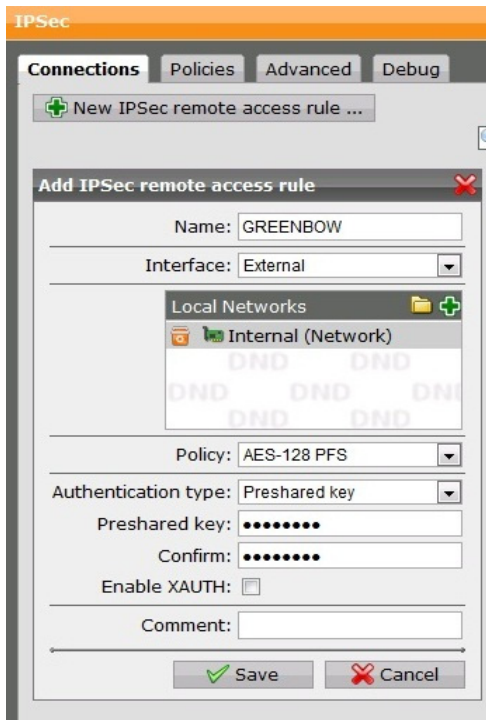 IPSec
Connections Policies Advanced Debug
New IPSec remote access rule ...
Add IPSec remote access rule
Name: GREENBOW
Interface: External
Local Networks
Internal (Network)
DND DND
DND DND DND
DND DND
Policy: AES-128 PFS
Authentication type: Preshared key
Preshared key: ••••••••
Confirm: ••••••••
Enable XAUTH:
Comment:
Save Cancel